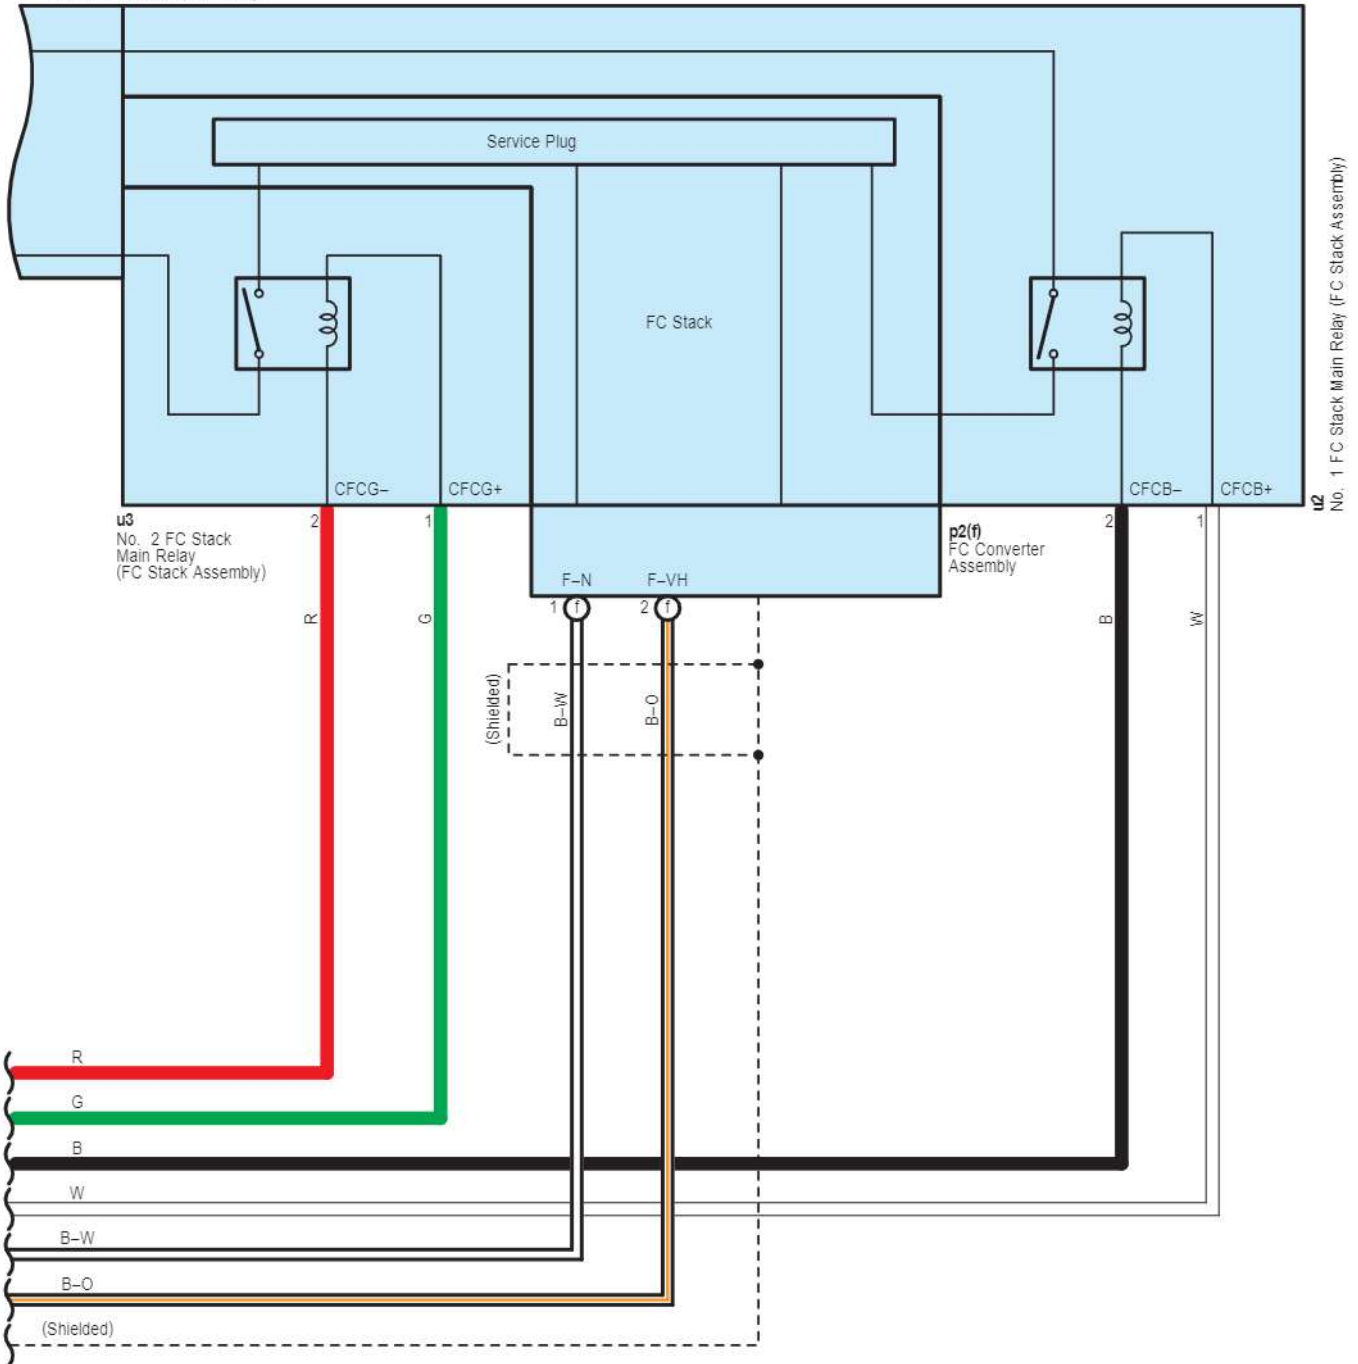 Service Plug
FC Stack
CFCG–
CFCG+
CFCB–
CFCB+
u3
No. 2 FC Stack
Main Relay
(FC Stack Assembly)
2
1
p2(f)
FC Converter
Assembly
2
1
u2
No. 1 FC Stack Main Relay (FC Stack Assembly)
F–N
F–VH
1
f
2
f
R
G
B
W
(Shielded)
B–W
B–O
R
G
B
W
B–W
B–O
(Shielded)